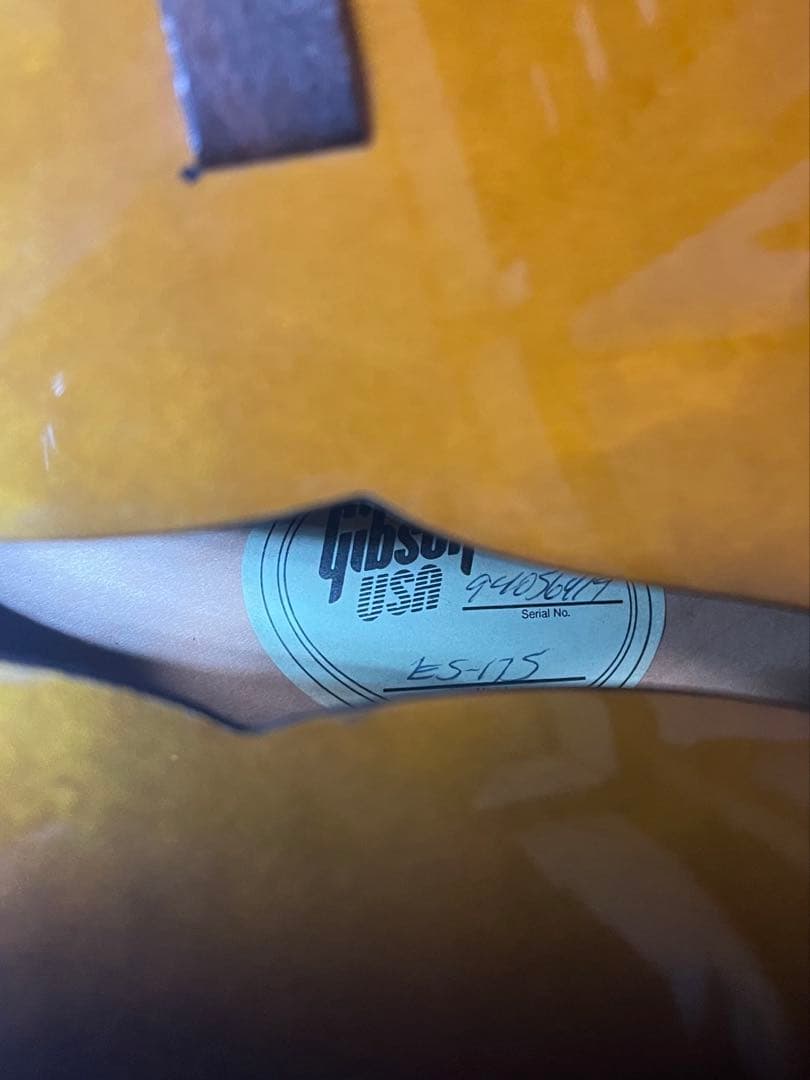 Gibson
USA
94056419
Serial No.
ES-175